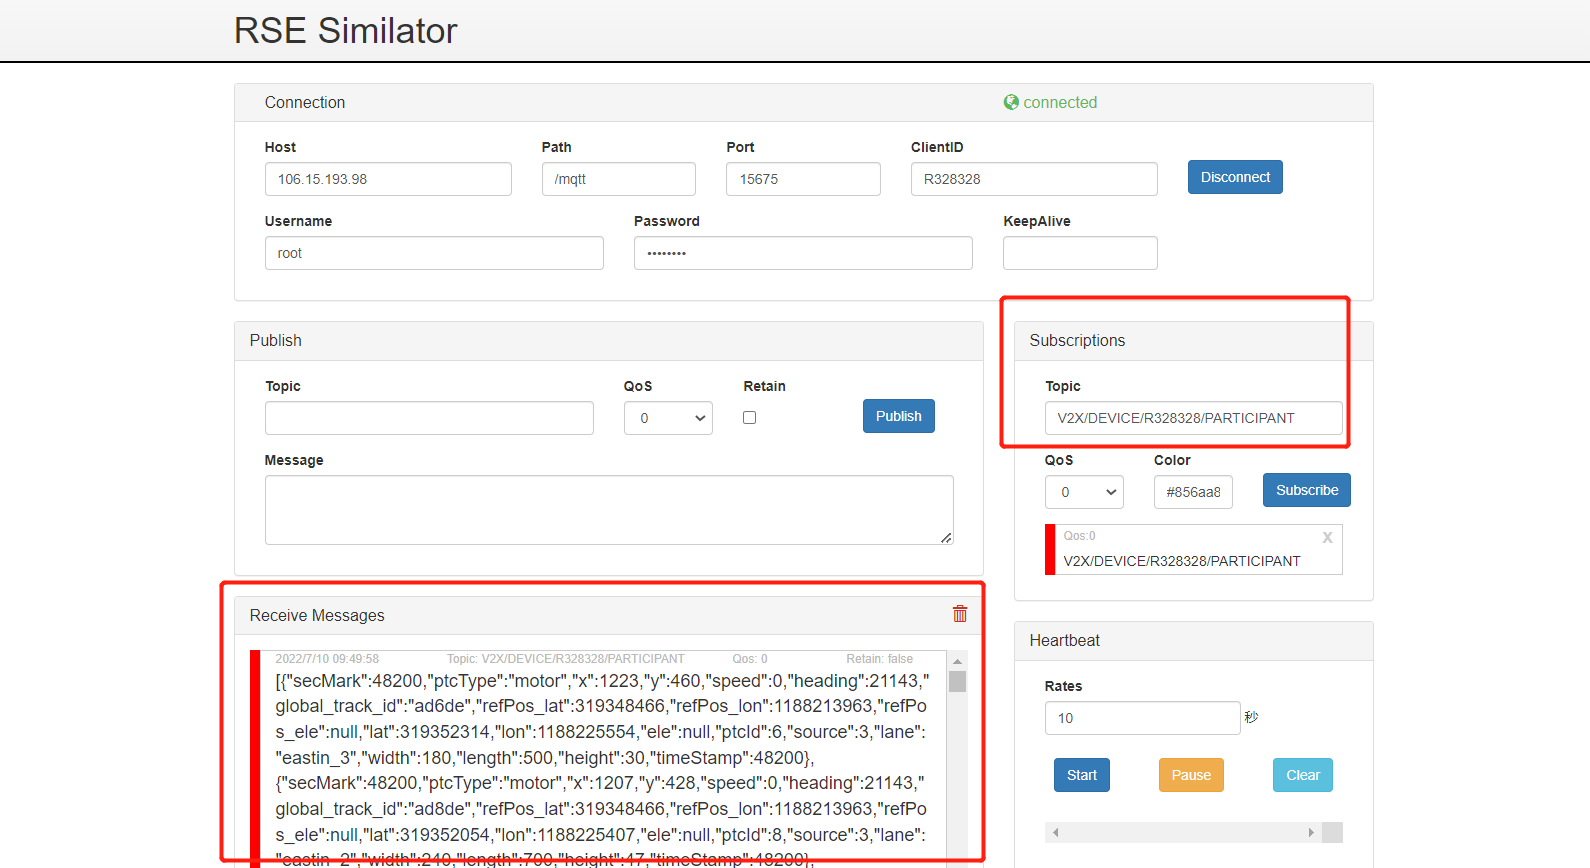 RSE Similator
Connection
connected
Host
Path
Port
ClientID
106.15.193.98
/mqtt
15675
R328328
Disconnect
Username
Password
KeepAlive
root
••••••••
Publish
Topic
QoS
Retain
0
Publish
Message
Subscriptions
Topic
V2X/DEVICE/R328328/PARTICIPANT
QoS
Color
0
#856aa8
Subscribe
Qos:0
X
V2X/DEVICE/R328328/PARTICIPANT
Receive Messages
2022/7/10 09:49:58
Topic: V2X/DEVICE/R328328/PARTICIPANT
Qos: 0
Retain: false
[{"secMark":48200,"ptcType":"motor","x":1223,"y":460,"speed":0,"heading":21143,"
global_track_id":"ad6de","refPos_lat":319348466,"refPos_lon":1188213963,"refPo
s_ele":null,"lat":319352314,"lon":1188225554,"ele":null,"ptcId":6,"source":3,"lane":
"eastin_3","width":180,"length":500,"height":30,"timeStamp":48200},
{"secMark":48200,"ptcType":"motor","x":1207,"y":428,"speed":0,"heading":21143,"
global_track_id":"ad8de","refPos_lat":319348466,"refPos_lon":1188213963,"refPo
s_ele":null,"lat":319352054,"lon":1188225407,"ele":null,"ptcId":8,"source":3,"lane":
"eastin_2","width":240,"length":700,"height":47,"timeStamp":48200},
Heartbeat
Rates
10
秒
Start
Pause
Clear